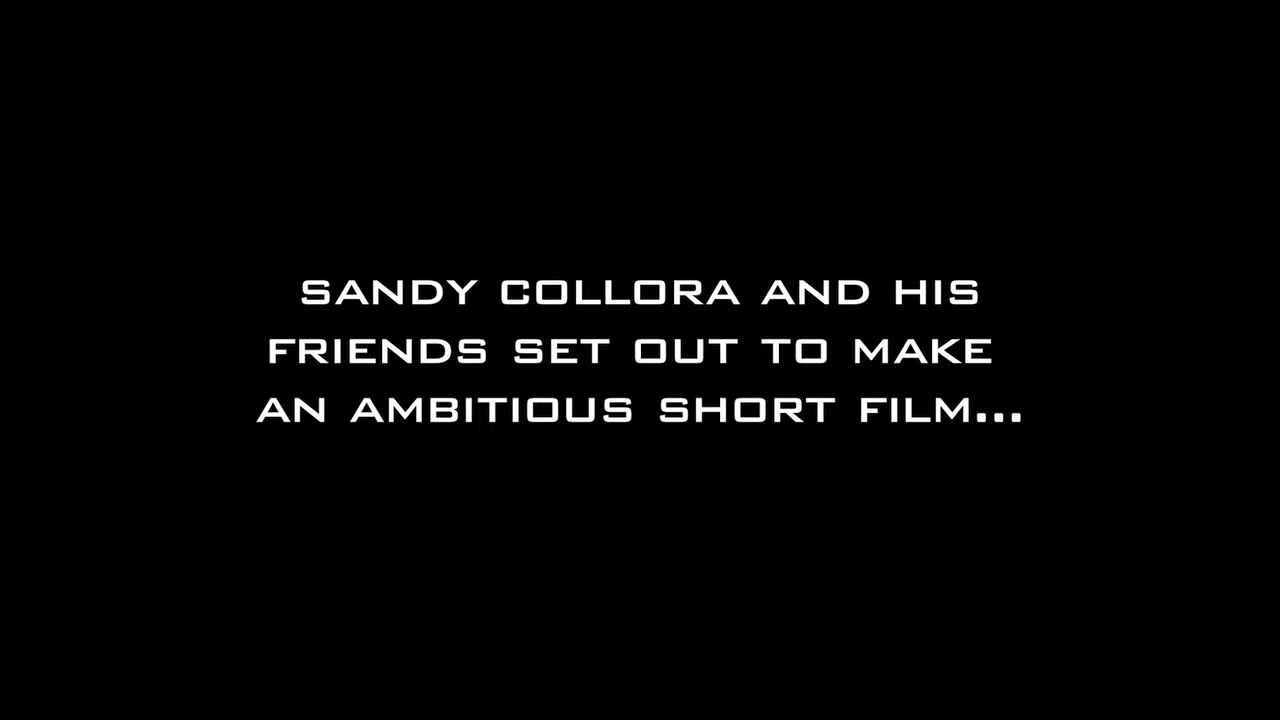 SANDY COLLORA AND HIS
FRIENDS SET OUT TO MAKE
AN AMBITIOUS SHORT FILM...